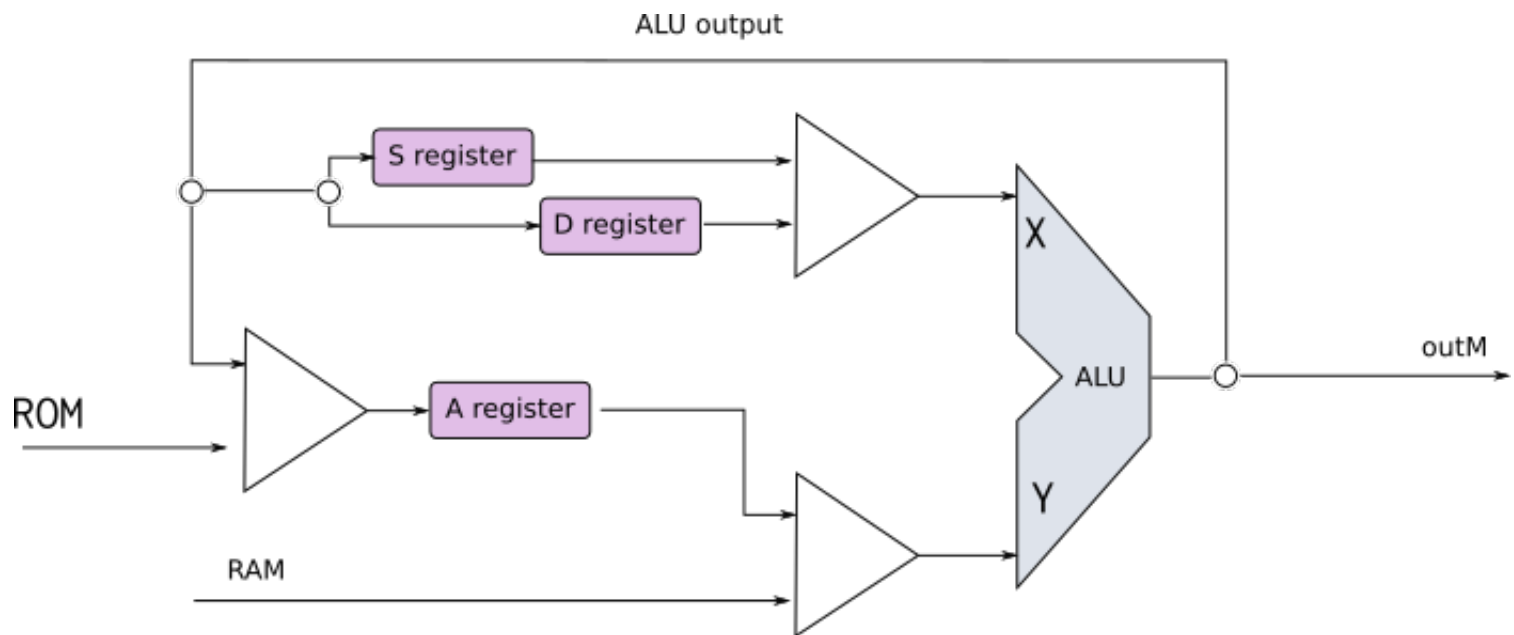 ALU output
S register
D register
X
ALU
outM
ROM
A register
Y
RAM